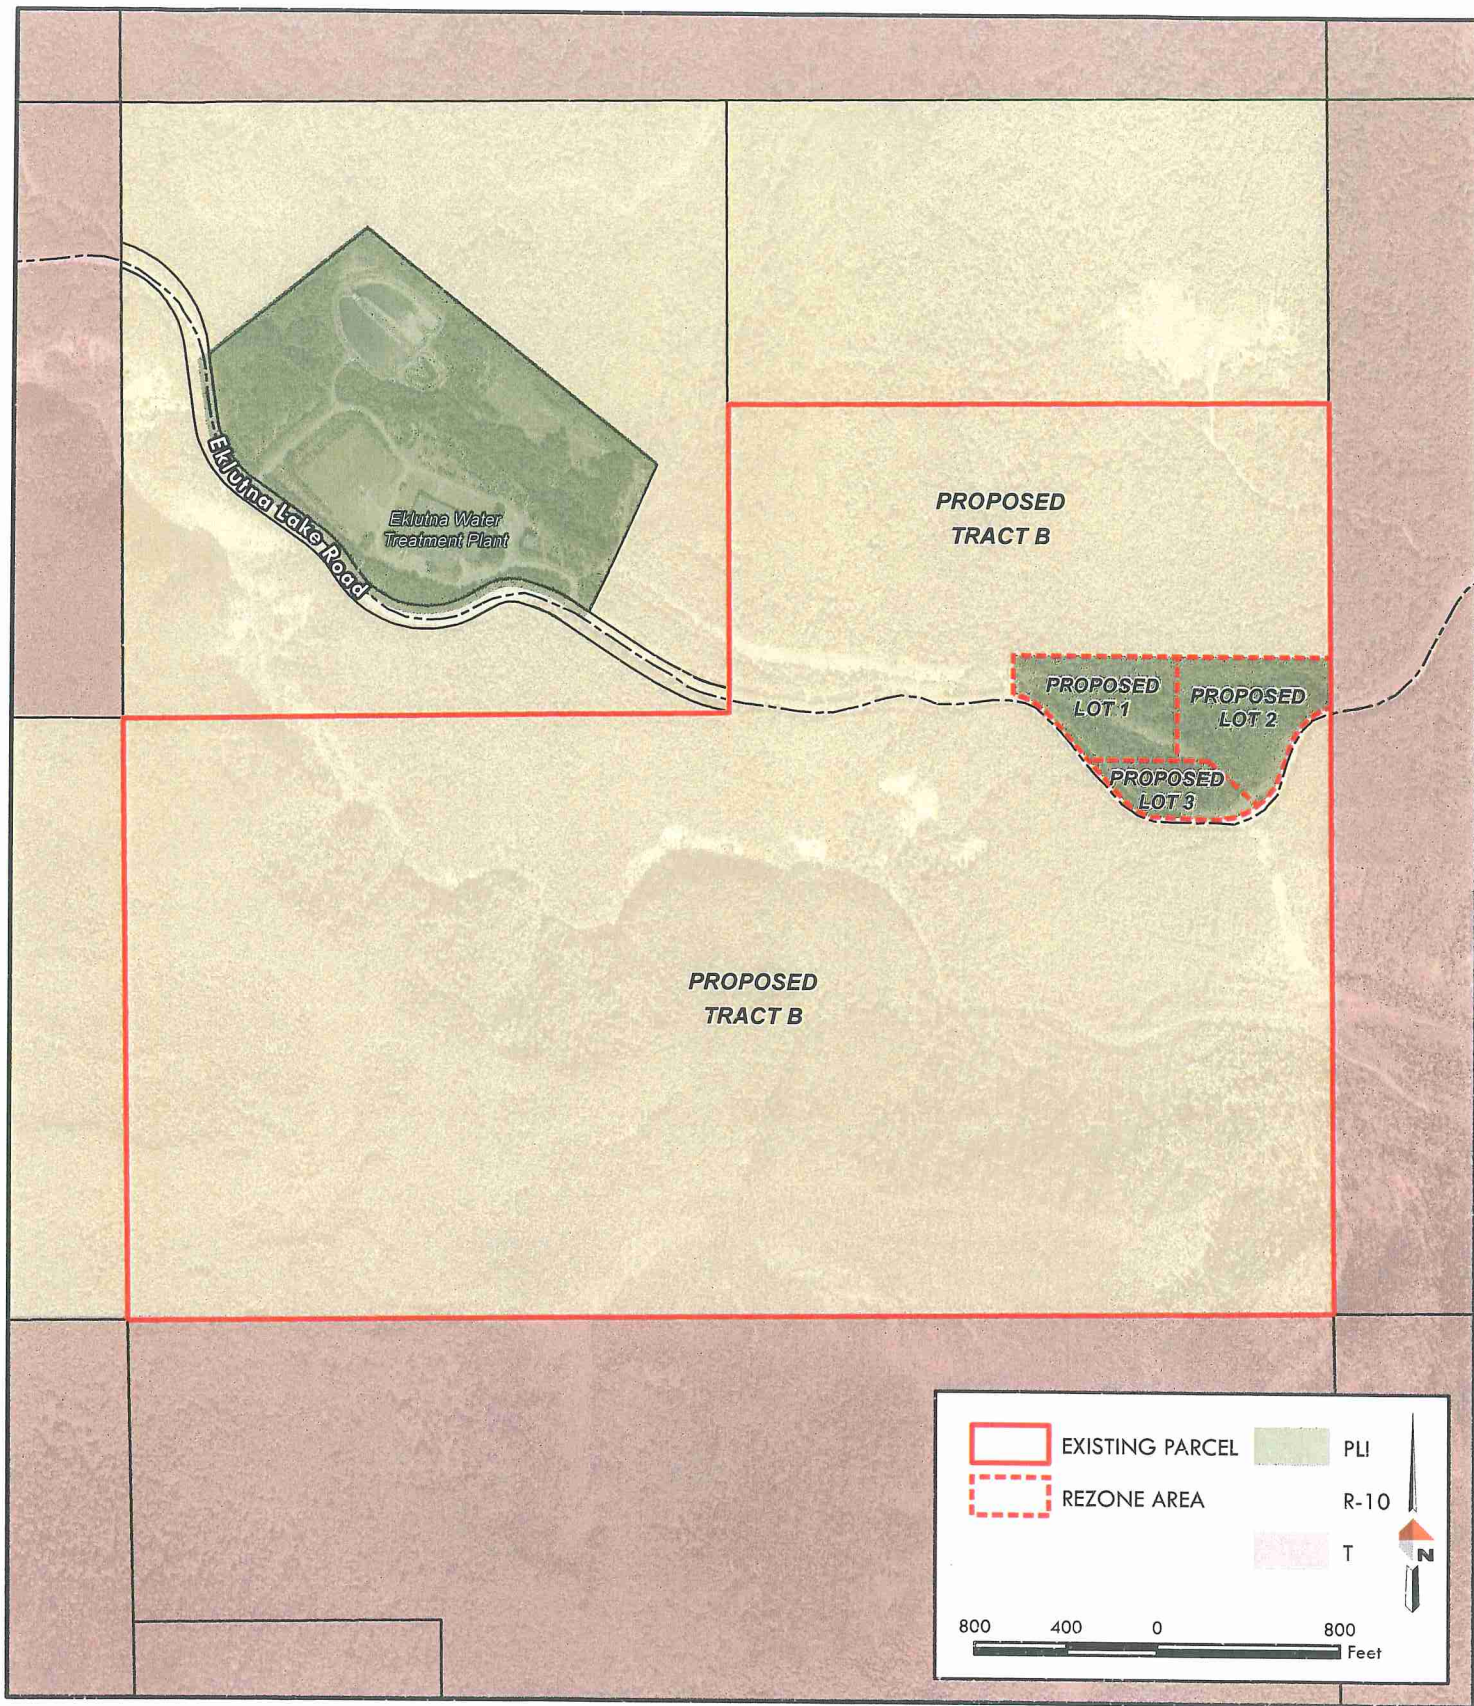 PROPOSED
TRACT B
Eklutna Lake Road
Eklutna Water
Treatment Plant
PROPOSED
LOT 1
PROPOSED
LOT 2
PROPOSED
LOT 3
PROPOSED
TRACT B
EXISTING PARCEL
PLI
REZONE AREA
R-10
T
N
800 400 0 800
Feet